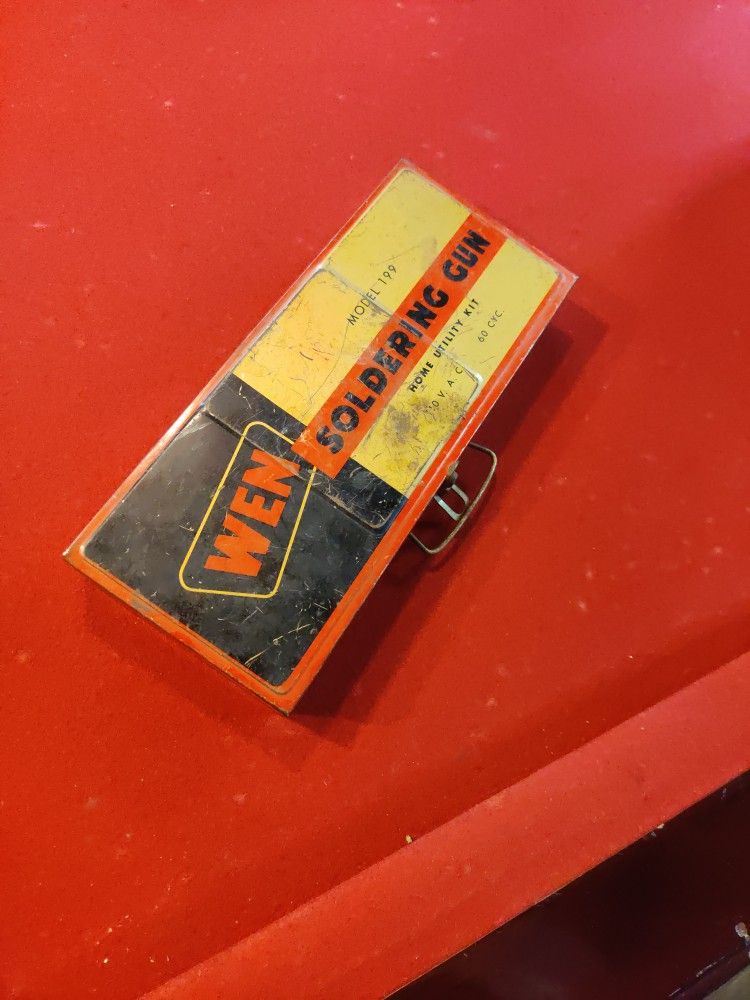 MODEL 199
WEN SOLDERING GUN
HOME UTILITY KIT
V. A. C. 60 CYC.